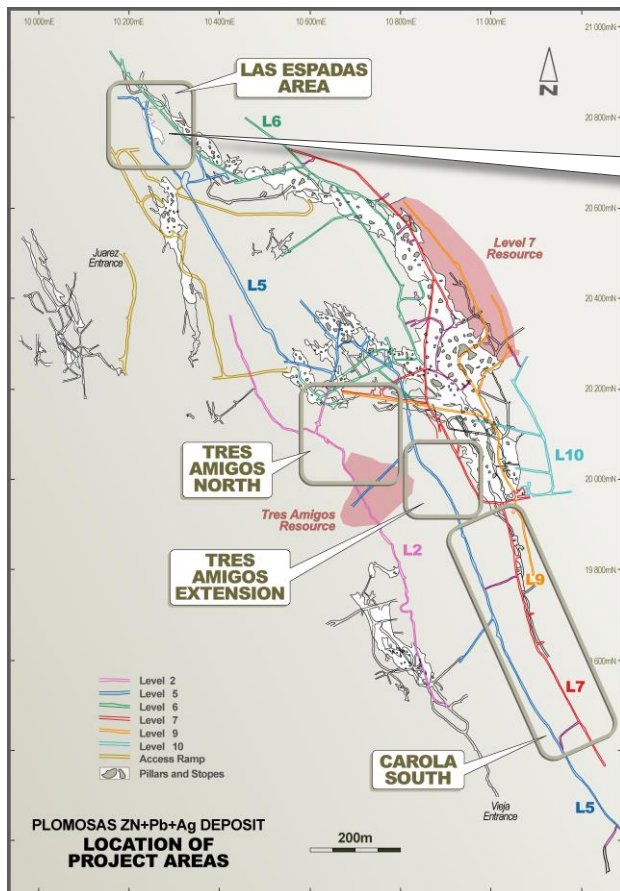 10 000mE
10 200mE
10 400mE
10 600mE
10 800mE
11 000mE
21 000mN
LAS ESPADAS
AREA
N
20 800mN
L6
20 600mN
Level 7
Resource
Juarez
Entrance
L5
20 400mN
20 200mN
TRES
AMIGOS
NORTH
L10
20 000mN
Tres Amigos
Resource
TRES
AMIGOS
EXTENSION
L2
L9
19 800mN
L7
Level 2
Level 5
Level 6
Level 7
Level 9
Level 10
Access Ramp
Pillars and Stopes
CAROLA
SOUTH
L5
Vieja
Entrance
PLOMOSAS ZN+Pb+Ag DEPOSIT
LOCATION OF
PROJECT AREAS
200m